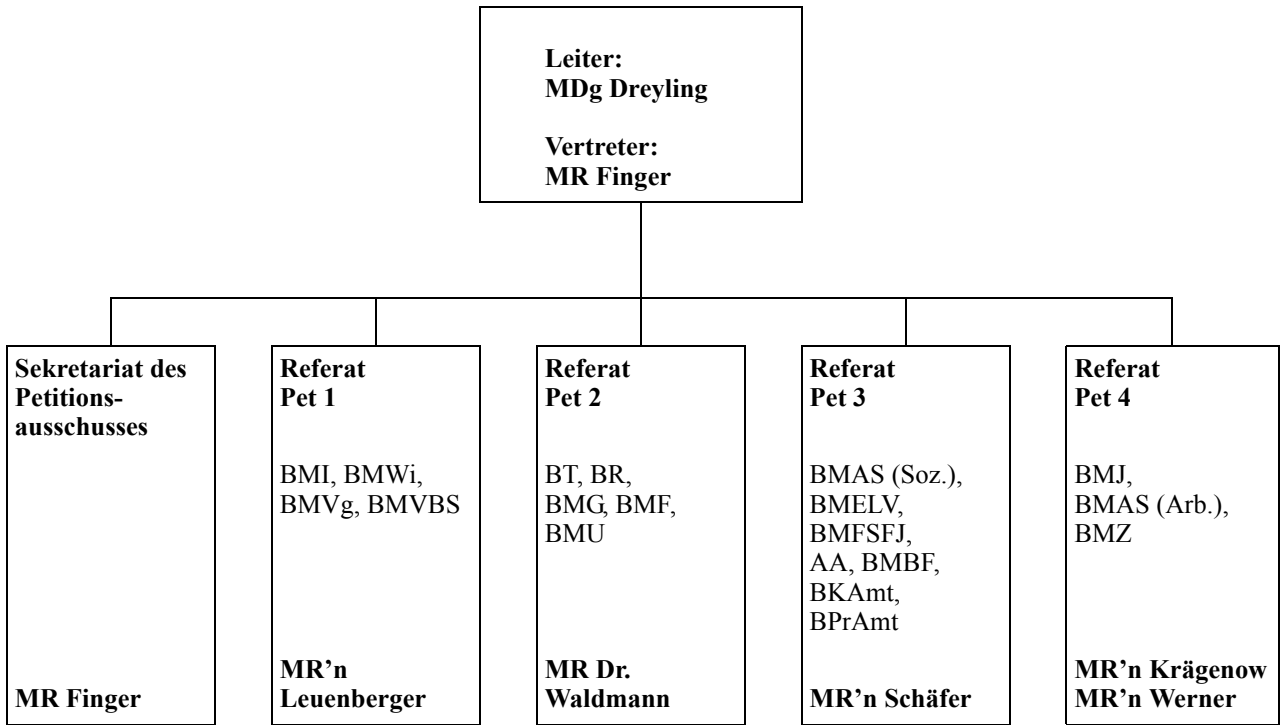 Leiter:
MDg Dreyling
Vertreter:
MR Finger
Sekretariat des
Petitions-
ausschusses
MR Finger
Referat
Pet 1
BMI, BMWi,
BMVg, BMVBS
MR’n
Leuenberger
Referat
Pet 2
BT, BR,
BMG, BMF,
BMU
MR Dr.
Waldmann
Referat
Pet 3
BMAS (Soz.),
BMELV,
BMFSFJ,
AA, BMBF,
BKAmt,
BPrAmt
MR’n Schäfer
Referat
Pet 4
BMJ,
BMAS (Arb.),
BMZ
MR’n Krägenow
MR’n Werner